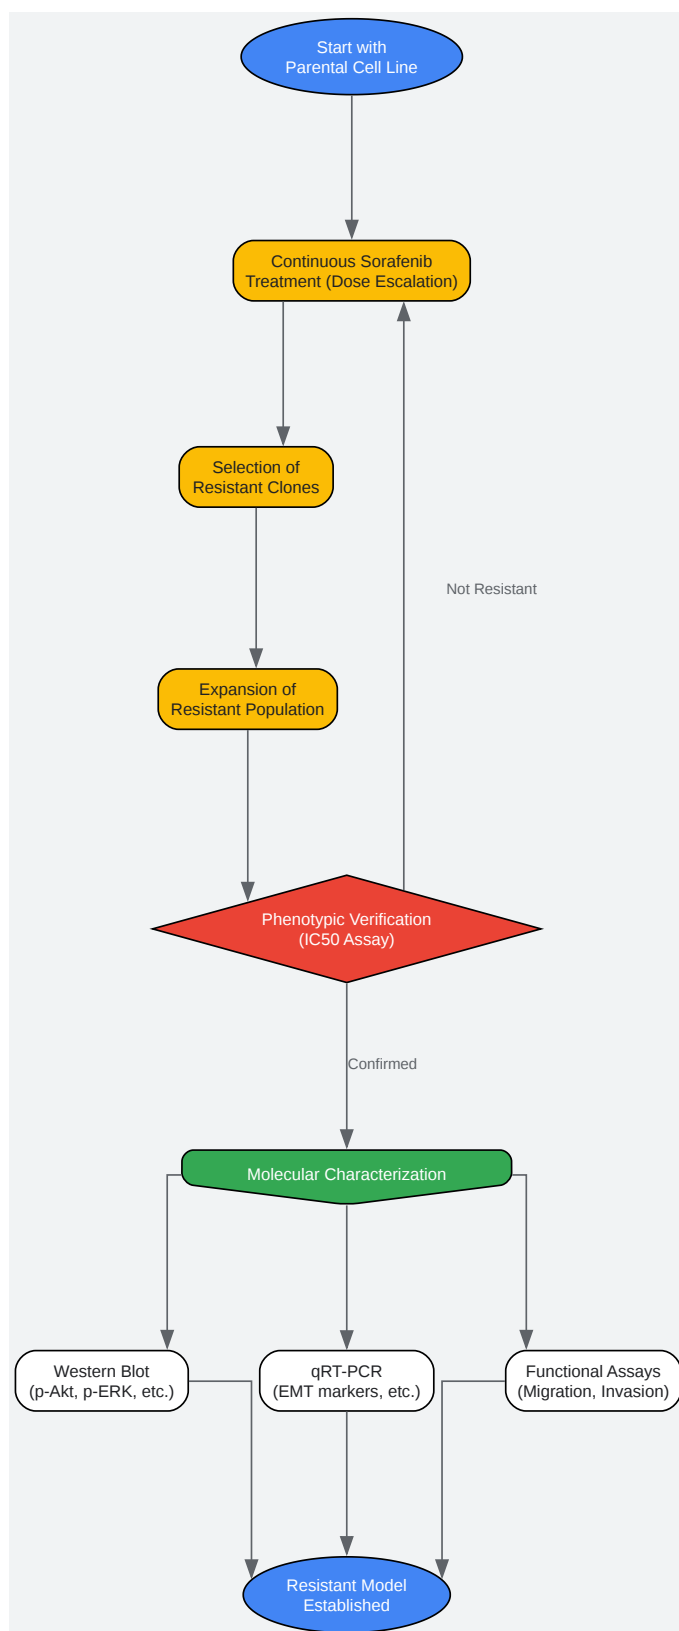 Start with
Parental Cell Line
Continuous Sorafenib
Treatment (Dose Escalation)
Selection of
Resistant Clones
Not Resistant
Expansion of
Resistant Population
Phenotypic Verification
(IC50 Assay)
Confirmed
Molecular Characterization
Western Blot
(p-Akt, p-ERK, etc.)
qRT-PCR
(EMT markers, etc.)
Functional Assays
(Migration, Invasion)
Resistant Model
Established